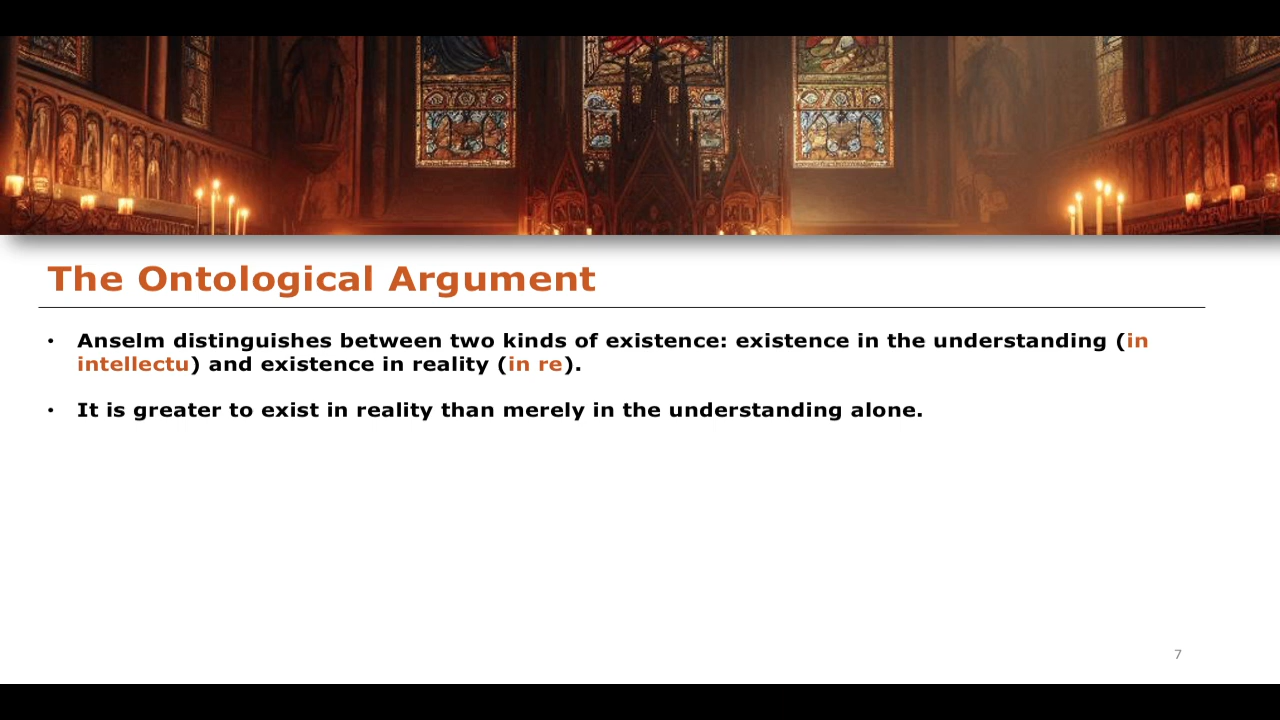 The Ontological Argument
• Anselm distinguishes between two kinds of existence: existence in the understanding (in
intellectu) and existence in reality (in re).
• It is greater to exist in reality than merely in the understanding alone.
7